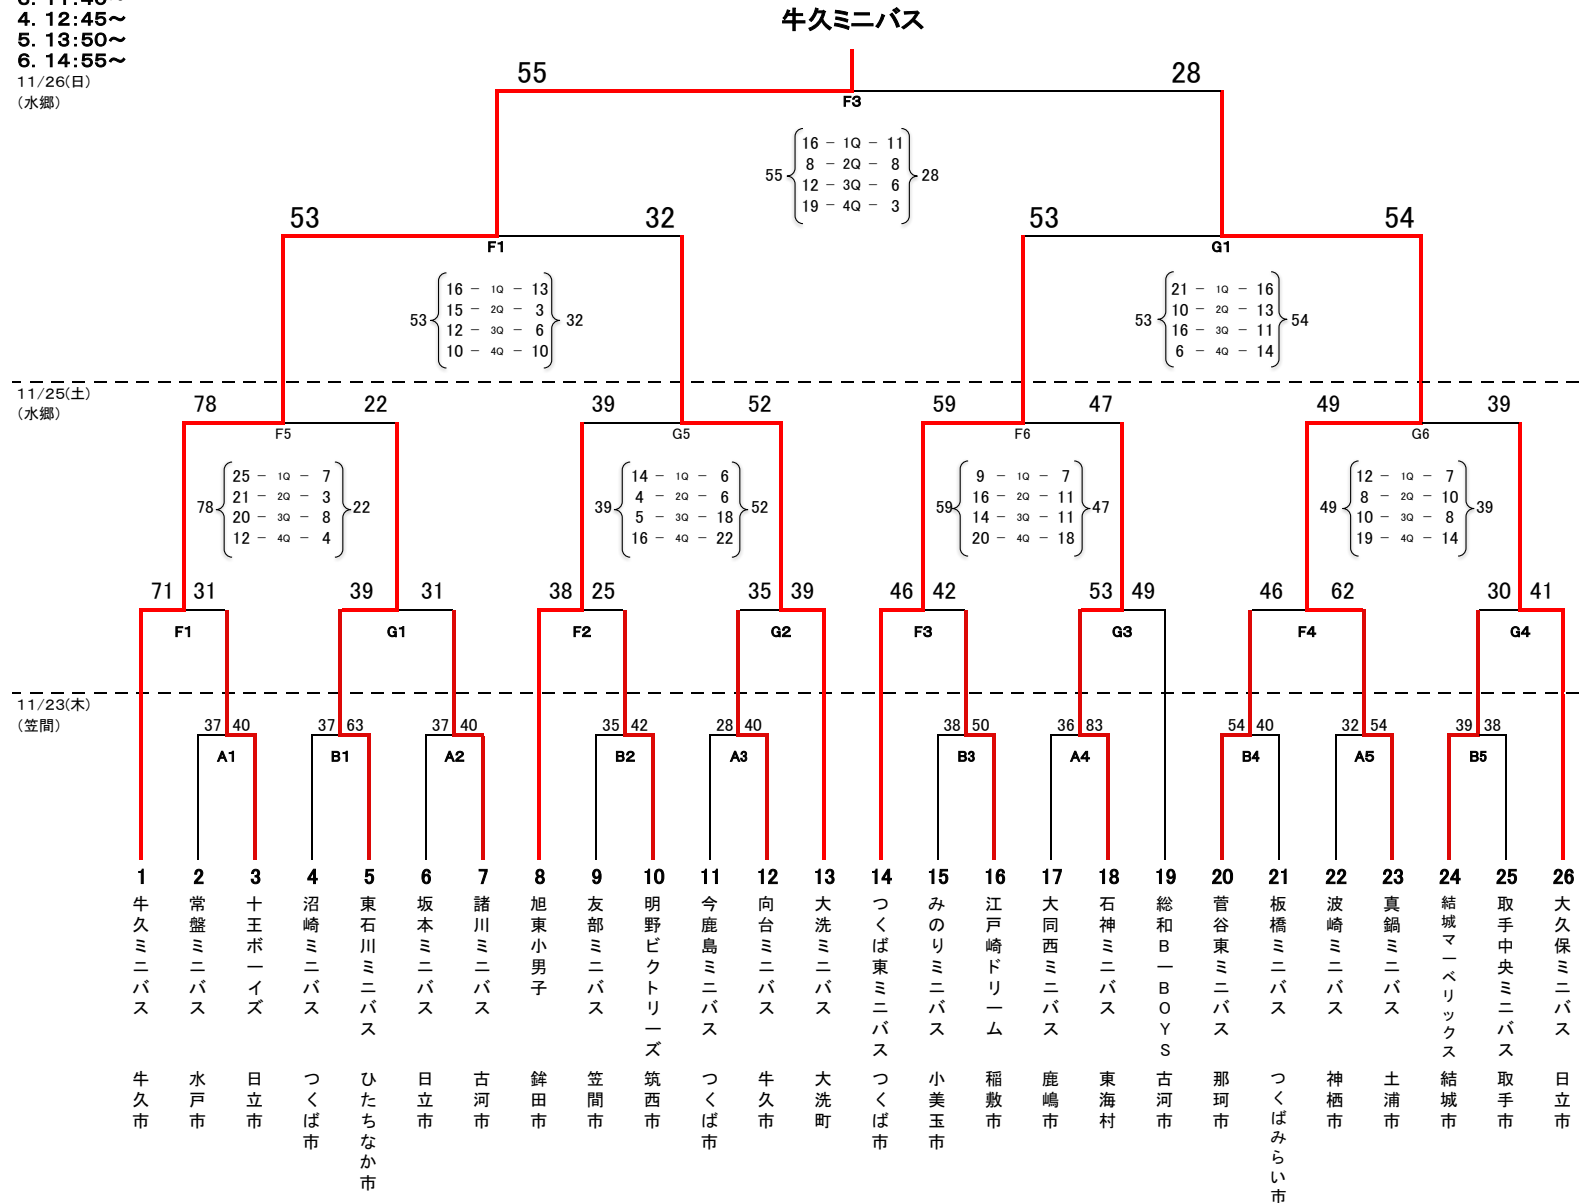 4. 12:45～
5. 13:50～
6. 14:55～
牛久ミニバス
11/26(日)
(水郷)
55 28
F3
16 － 1Q － 11
8 － 2Q － 8
55 28
12 － 3Q － 6
19 － 4Q － 3
53 32 53 54
F1 G1
16 － 1Q － 13 21 － 1Q － 16
15 － 2Q － 3 10 － 2Q － 13
53 32 53 54
12 － 3Q － 6 16 － 3Q － 11
10 － 4Q － 10 6 － 4Q － 14
11/25(土)
(水郷)
78 22 39 52 59 47 49 39
F5 G5 F6 G6
25 － 1Q － 7 14 － 1Q － 6 9 － 1Q － 7 12 － 1Q － 7
21 － 2Q － 3 4 － 2Q － 6 16 － 2Q － 11 8 － 2Q － 10
78 22 39 52 59 47 49 39
20 － 3Q － 8 5 － 3Q － 18 14 － 3Q － 11 10 － 3Q － 8
12 － 4Q － 4 16 － 4Q － 22 20 － 4Q － 18 19 － 4Q － 14
71 31 39 31 38 25 35 39 46 42 53 49 46 62 30 41
F1 G1 F2 G2 F3 G3 F4 G4
11/23(木)
(笠間)
37 40 37 63 37 40 35 42 28 40 38 50 36 83 54 40 32 54 39 38
A1 B1 A2 B2 A3 B3 A4 B4 A5 B5
1 2 3 4 5 6 7 8 9 10 11 12 13 14 15 16 17 18 19 20 21 22 23 24 25 26
牛久ミニバス
常盤ミニバス
十王ボーイズ
沼崎ミニバス
東石川ミニバス
坂本ミニバス
諸川ミニバス
旭東小男子
友部ミニバス
明野ビクトリーズ
今鹿島ミニバス
向台ミニバス
大洗ミニバス
つくば東ミニバス
みのりミニバス
江戸崎ドリーム
大同西ミニバス
石神ミニバス
総和B－BOYS
菅谷東ミニバス
板橋ミニバス
波崎ミニバス
真鍋ミニバス
結城マーベリックス
取手中央ミニバス
大久保ミニバス
牛久市
水戸市
日立市
つくば市
ひたちなか市
日立市
古河市
鉾田市
笠間市
筑西市
つくば市
牛久市
大洗町
つくば市
小美玉市
稲敷市
鹿嶋市
東海村
古河市
那珂市
つくばみらい市
神栖市
土浦市
結城市
取手市
日立市